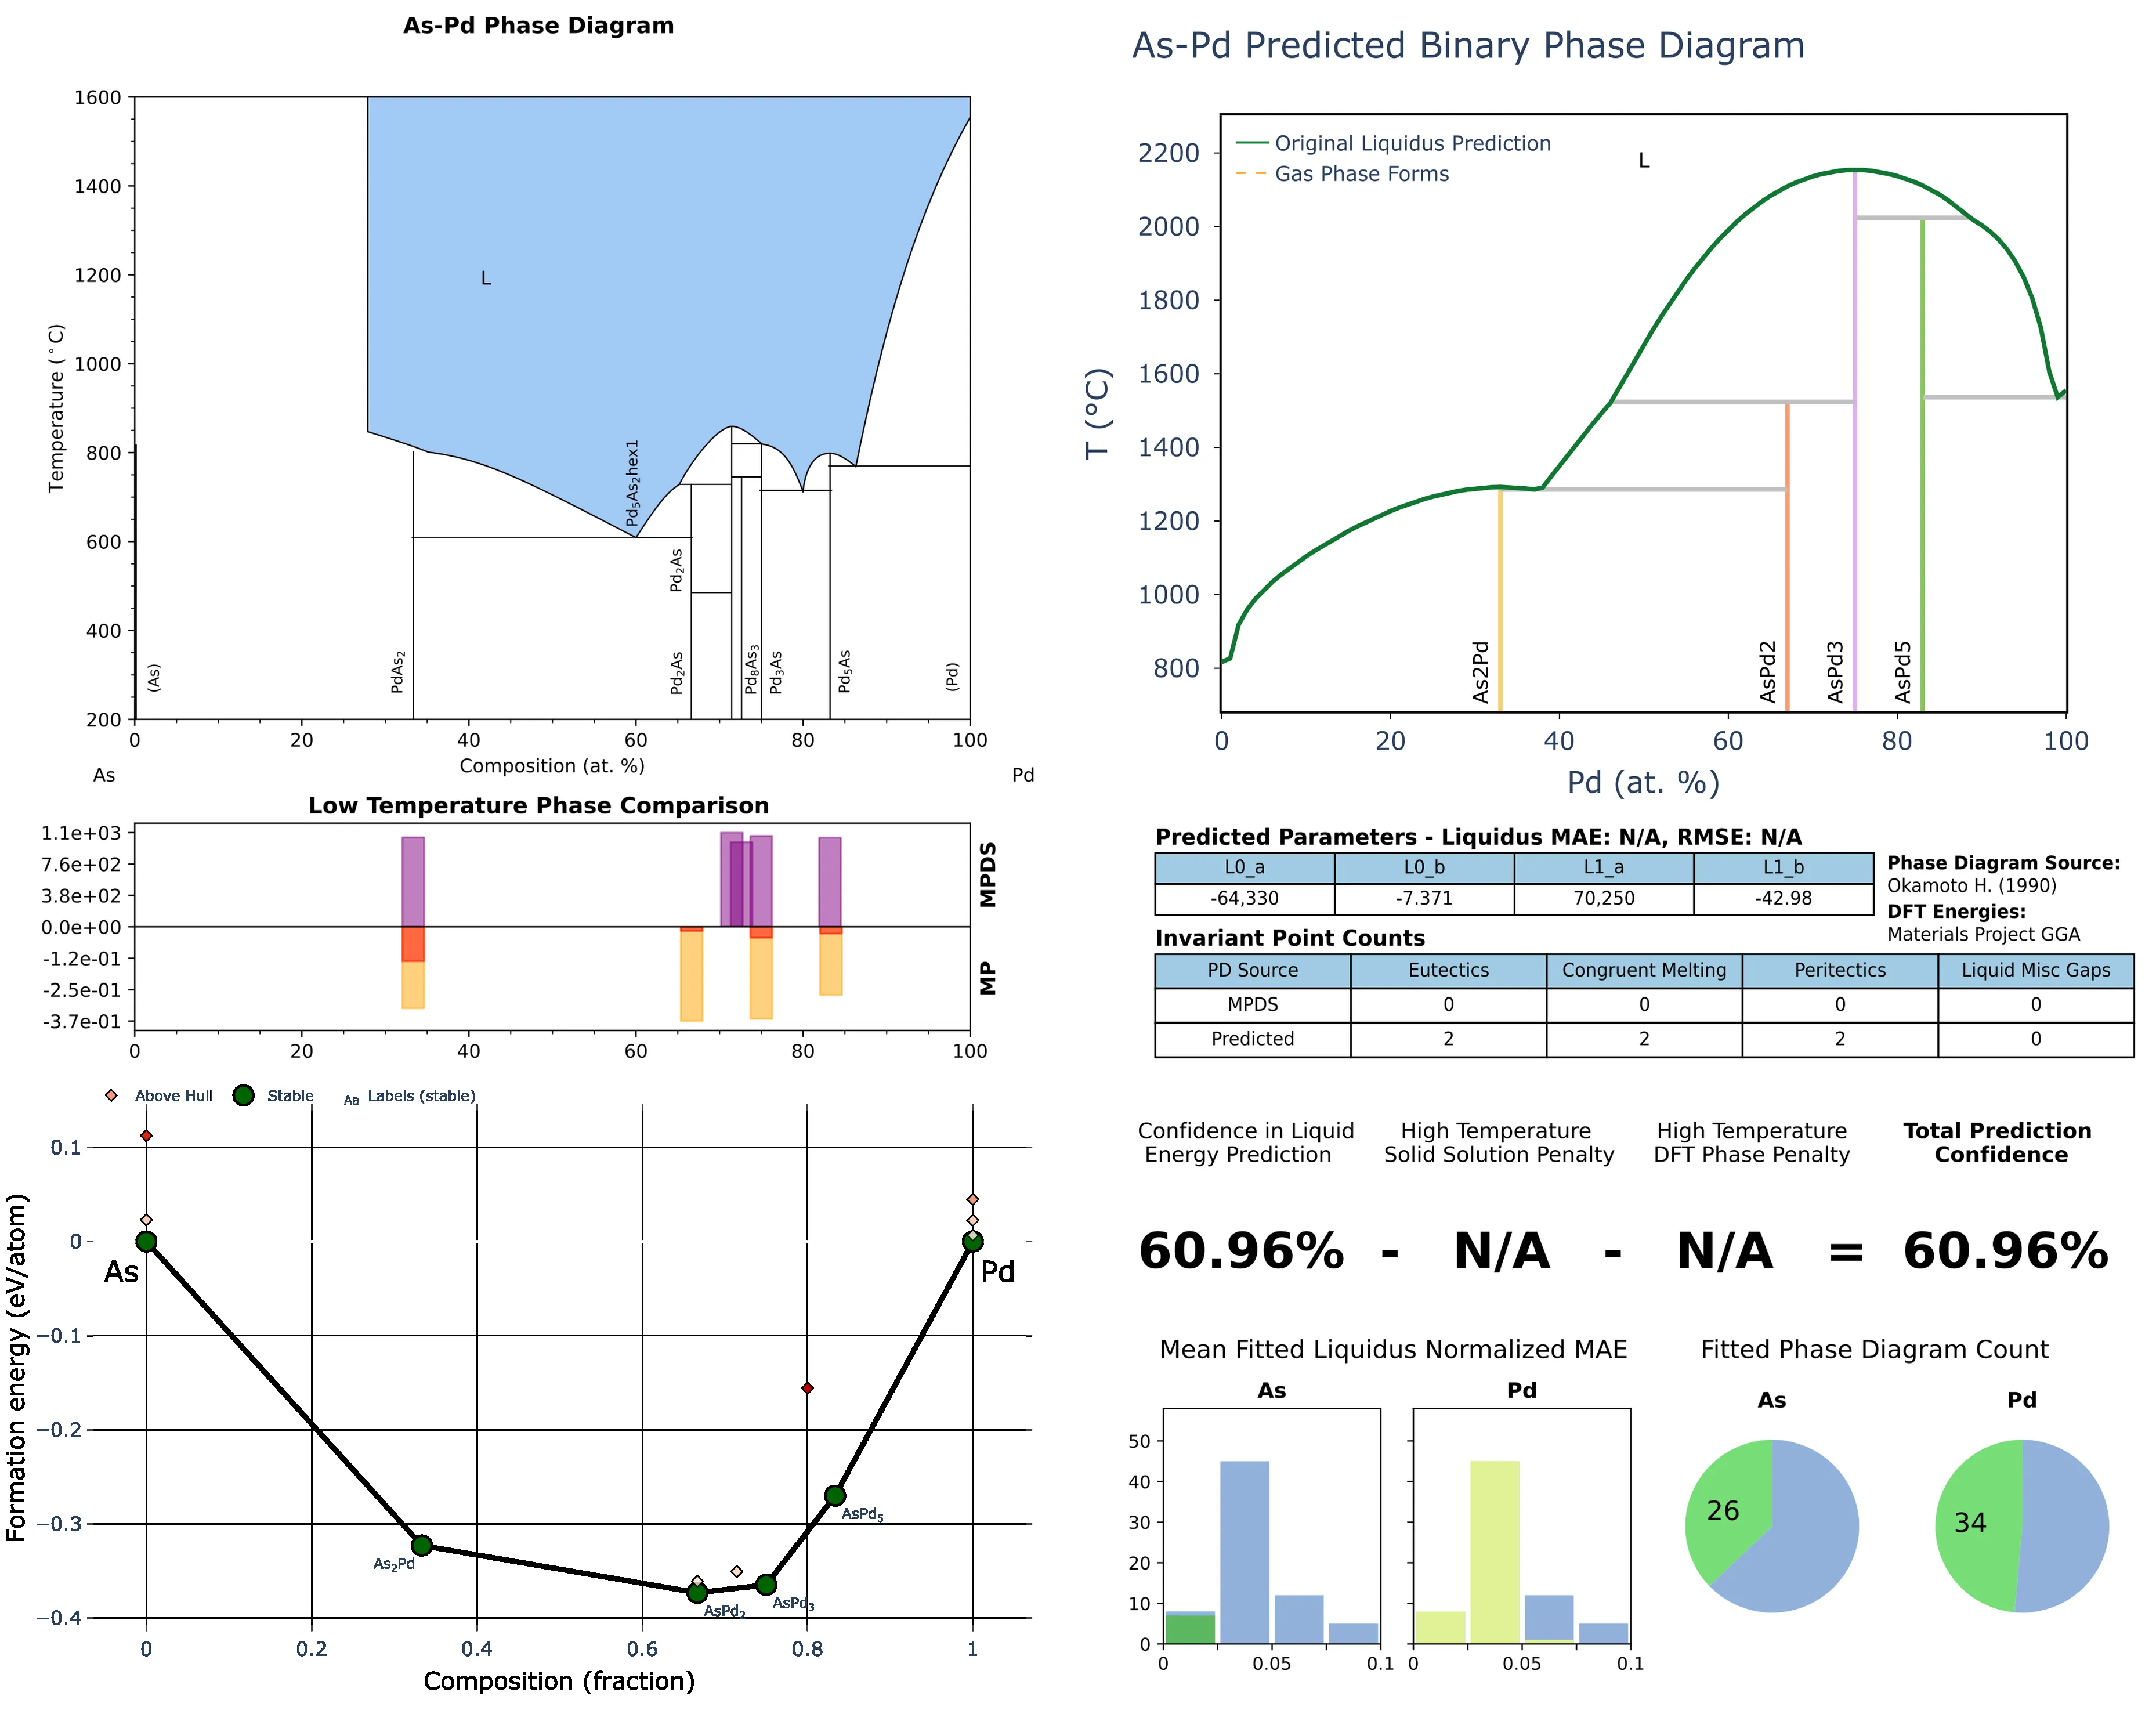 As-Pd Phase Diagram
1600
1400
1200
1000
800
600
400
200
Temperature (°C)
L
Pd5As2hex1
Pd2As
PdAs2
Pd2As
Pd8As3
Pd3As
Pd5As
(As)
(Pd)
0 20 40 60 80 100
Composition (at. %)
As
Pd
Low Temperature Phase Comparison
1.1e+03
7.6e+02
3.8e+02
0.0e+00
-1.2e-01
-2.5e-01
-3.7e-01
MPDS
MP
0 20 40 60 80 100
Above Hull Stable Aa Labels (stable)
0.1
0
−0.1
−0.2
−0.3
−0.4
Formation energy (eV/atom)
As
Pd
As2Pd
AsPd2
AsPd3
AsPd5
0 0.2 0.4 0.6 0.8 1
Composition (fraction)
As-Pd Predicted Binary Phase Diagram
Original Liquidus Prediction
Gas Phase Forms
L
2200
2000
1800
1600
1400
1200
1000
800
T (°C)
As2Pd
AsPd2
AsPd3
AsPd5
0 20 40 60 80 100
Pd (at. %)
Predicted Parameters - Liquidus MAE: N/A, RMSE: N/A
L0_a L0_b L1_a L1_b
-64,330 -7.371 70,250 -42.98
Phase Diagram Source:
Okamoto H. (1990)
DFT Energies:
Materials Project GGA
Invariant Point Counts
PD Source Eutectics Congruent Melting Peritectics Liquid Misc Gaps
MPDS 0 0 0 0
Predicted 2 2 2 0
Confidence in Liquid
Energy Prediction
High Temperature
Solid Solution Penalty
High Temperature
DFT Phase Penalty
Total Prediction
Confidence
60.96% - N/A - N/A = 60.96%
Mean Fitted Liquidus Normalized MAE
As
Pd
50
40
30
20
10
0
0 0.05 0.1
0 0.05 0.1
Fitted Phase Diagram Count
As
Pd
26
34